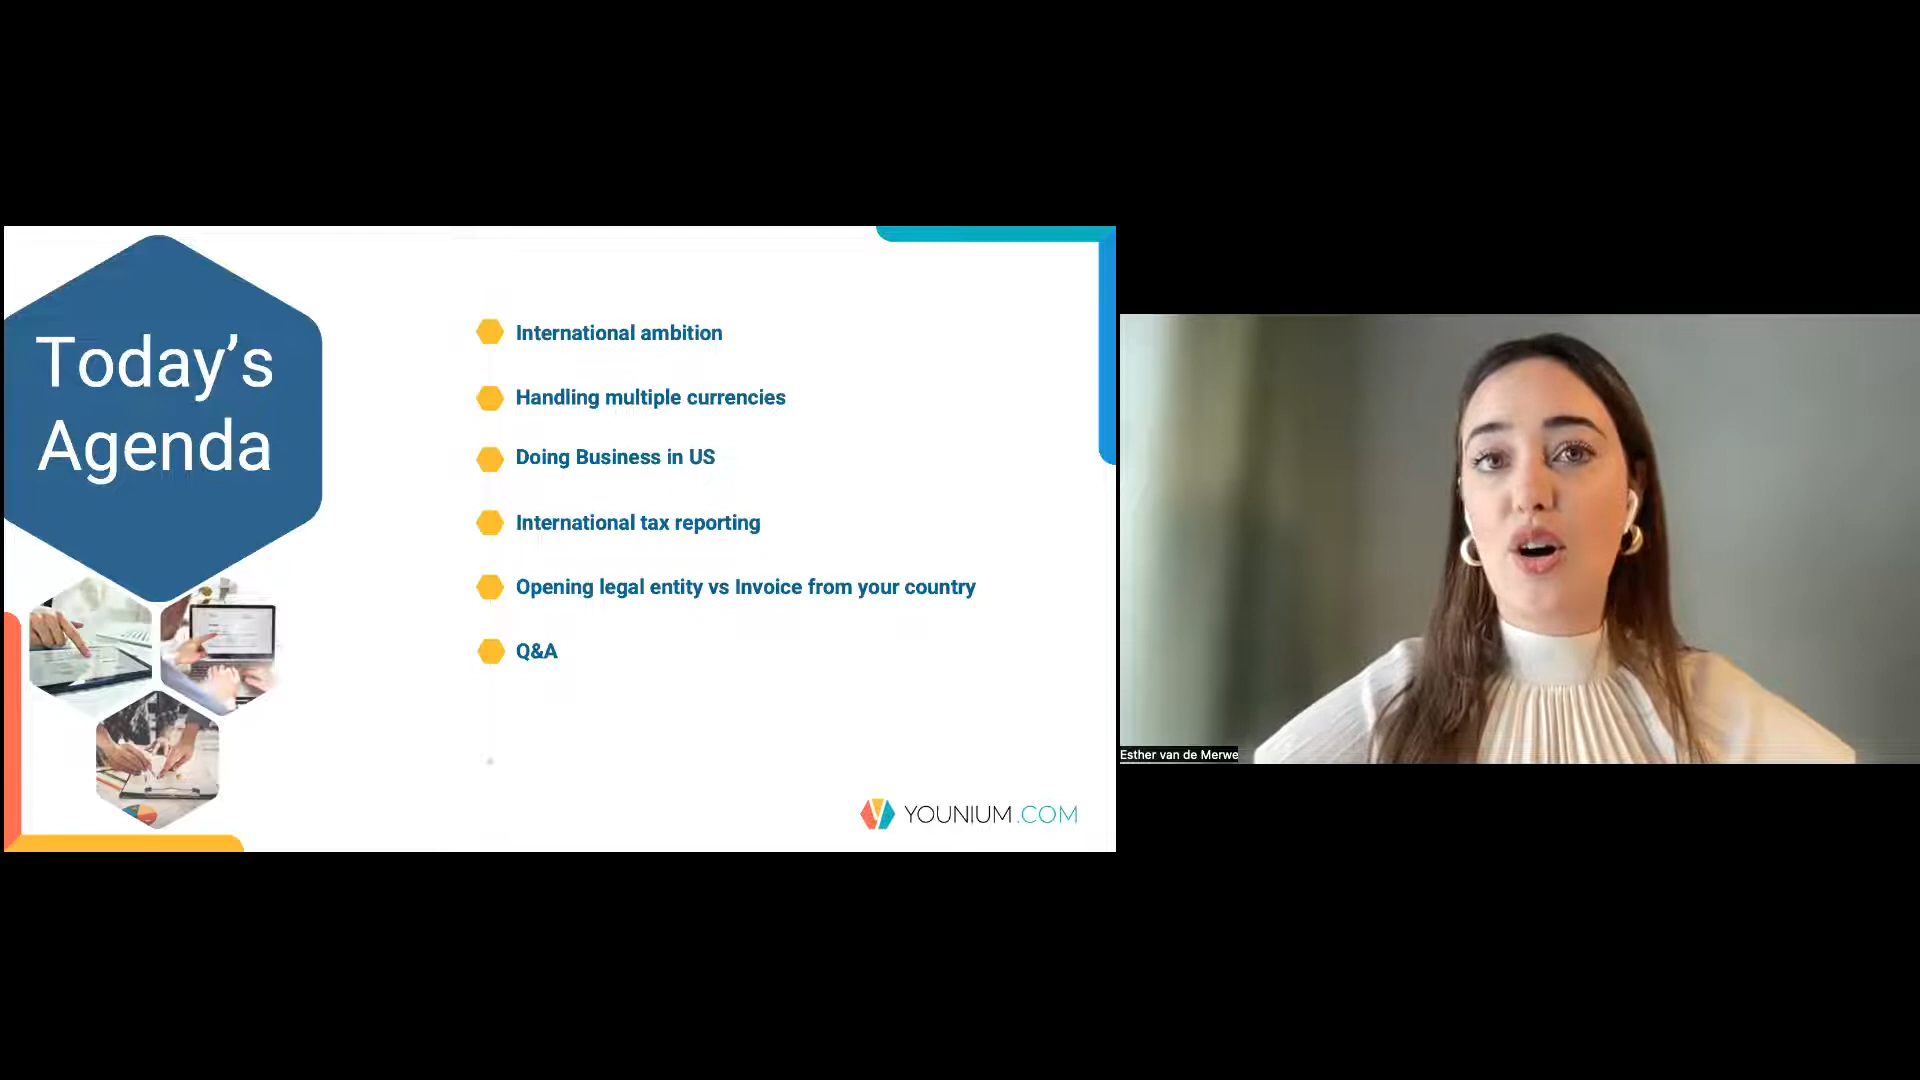 Today’s
Agenda
International ambition
Handling multiple currencies
Doing Business in US
International tax reporting
Opening legal entity vs Invoice from your country
Q&A
YOUNIUM.COM
Esther van de Merwe